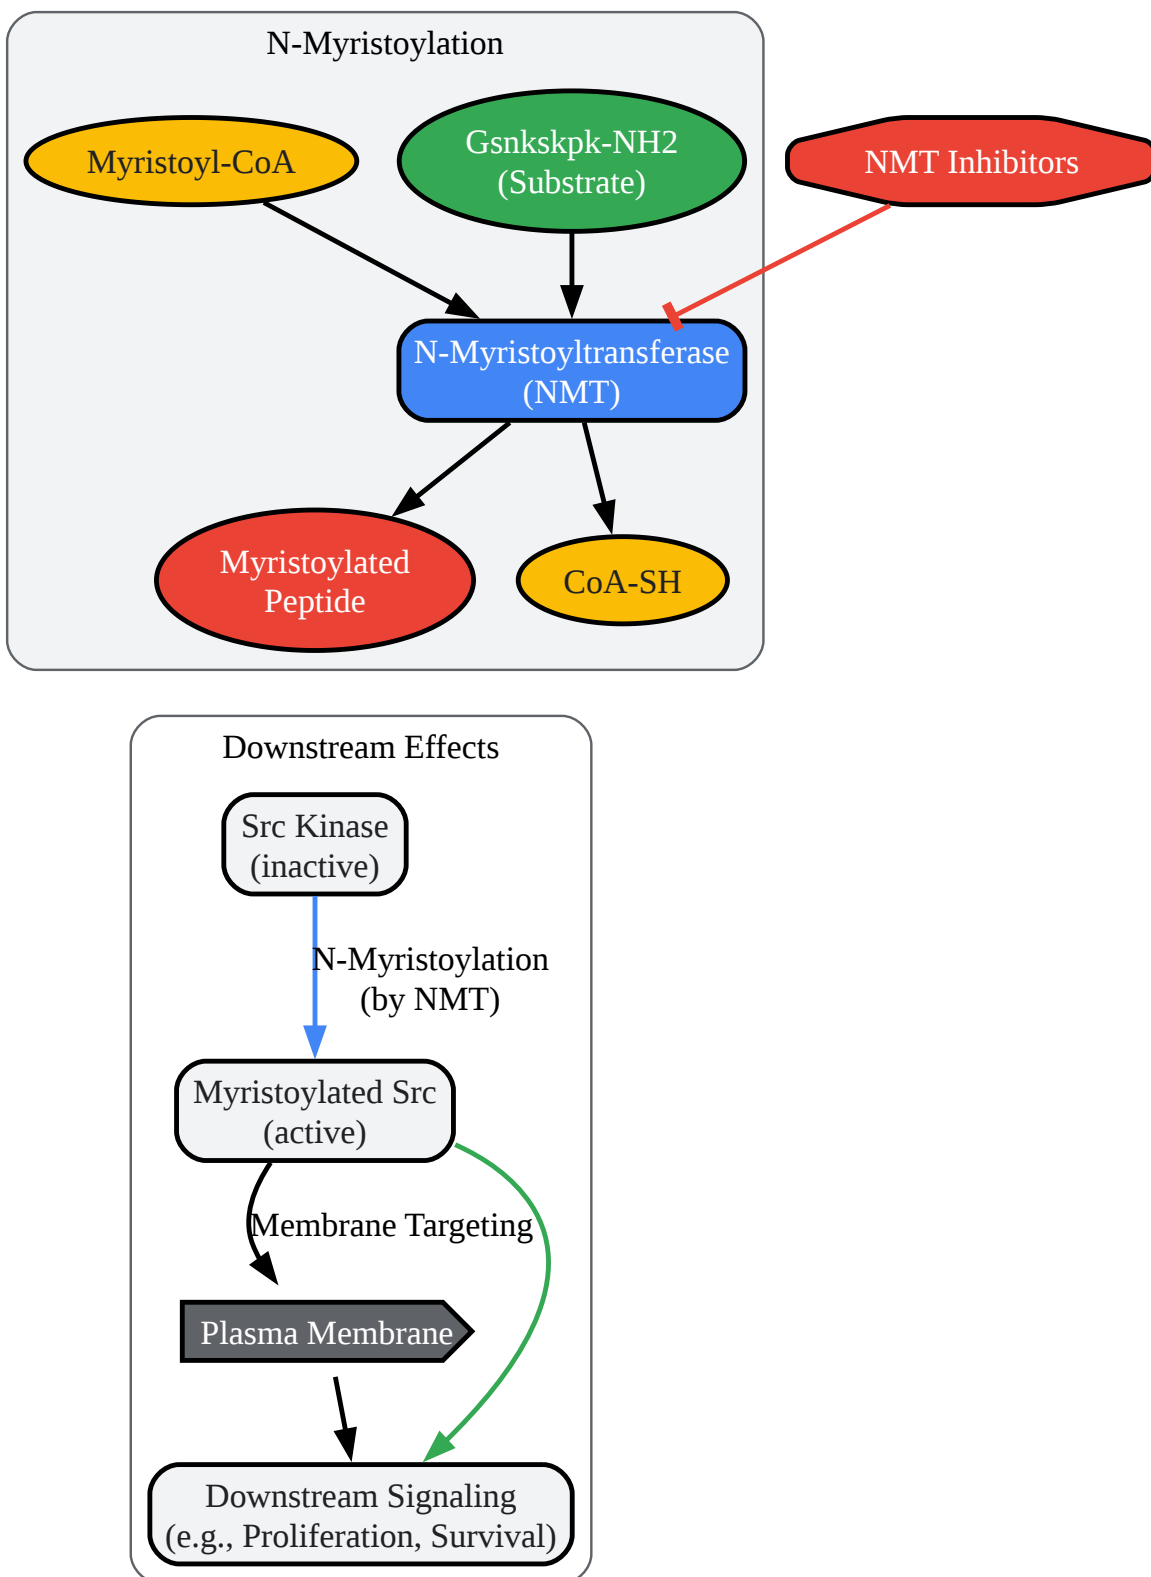 N-Myristoylation
Myristoyl-CoA
Gsnkskpk-NH2
(Substrate)
NMT Inhibitors
N-Myristoyltransferase
(NMT)
Myristoylated
Peptide
CoA-SH
Downstream Effects
Src Kinase
(inactive)
N-Myristoylation
(by NMT)
Myristoylated Src
(active)
Membrane Targeting
Plasma Membrane
Downstream Signaling
(e.g., Proliferation, Survival)